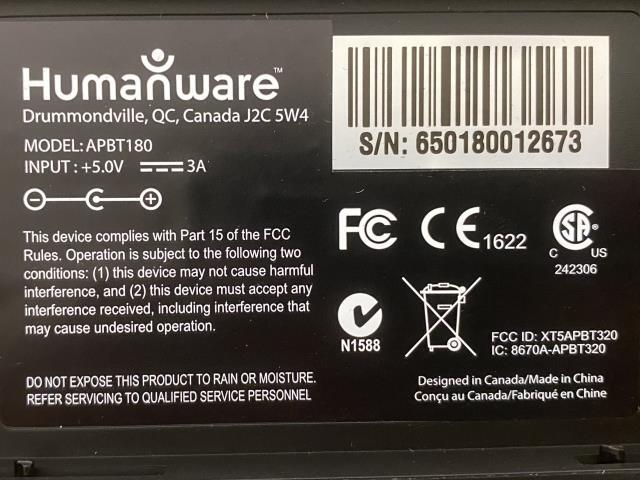 Humanware™
Drummondville, QC, Canada J2C 5W4
MODEL: APBT180
INPUT : +5.0V 3A
S/N: 650180012673
This device complies with Part 15 of the FCC
Rules. Operation is subject to the following two
conditions: (1) this device may not cause harmful
interference, and (2) this device must accept any
interference received, including interference that
may cause undesired operation.
FC CE 1622
SA®
C US
242306
N1588
FCC ID: XT5APBT320
IC: 8670A-APBT320
DO NOT EXPOSE THIS PRODUCT TO RAIN OR MOISTURE.
REFER SERVICING TO QUALIFIED SERVICE PERSONNEL
Designed in Canada/Made in China
Conçu au Canada/Fabriqué en Chine